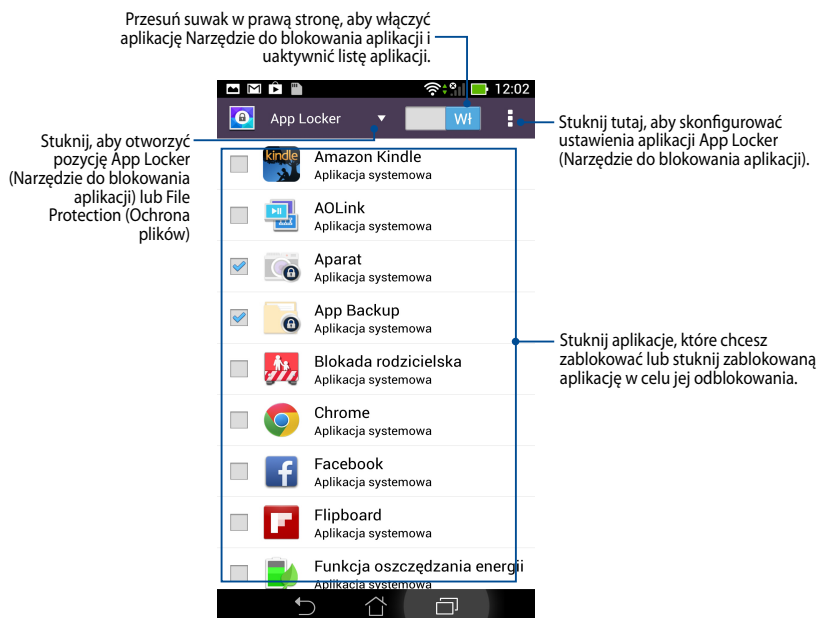 Przesuń suwak w prawą stronę, aby włączyć
aplikację Narzędzie do blokowania aplikacji i
uaktywnić listę aplikacji.
12:02
App Locker
Wł
Stuknij tutaj, aby skonfigurować
ustawienia aplikacji App Locker
(Narzędzie do blokowania aplikacji).
Stuknij, aby otworzyć
pozycję App Locker
(Narzędzie do blokowania
aplikacji) lub File
Protection (Ochrona
plików)
kindle
Amazon Kindle
Aplikacja systemowa
AOLink
Aplikacja systemowa
Aparat
Aplikacja systemowa
App Backup
Aplikacja systemowa
Stuknij aplikacje, które chcesz
zablokować lub stuknij zablokowaną
aplikację w celu jej odblokowania.
Blokada rodzicielska
Aplikacja systemowa
Chrome
Aplikacja systemowa
Facebook
Aplikacja systemowa
Flipboard
Aplikacja systemowa
Funkcja oszczędzania energii
Aplikacja systemowa